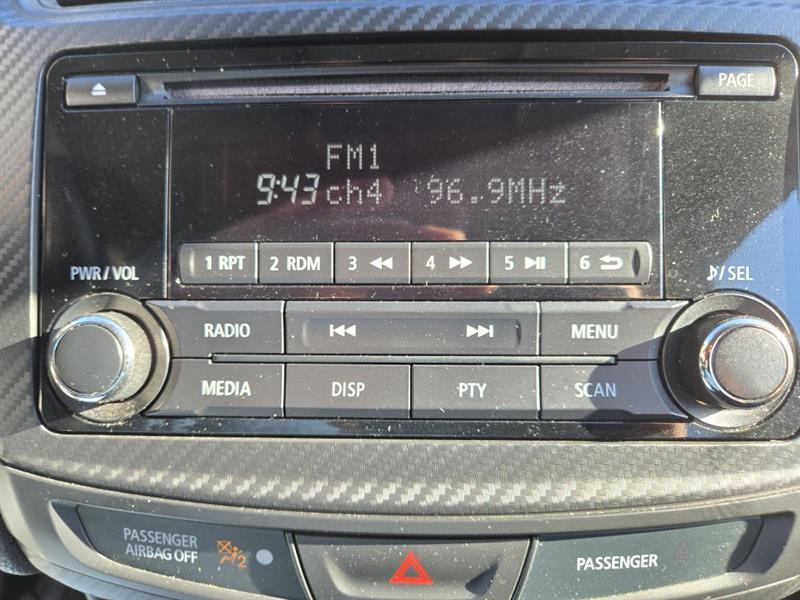 PAGE
FM1
9:43 ch4 96.9MHz
1 RPT 2 RDM 3 4 5 6
PWR / VOL
/ SEL
RADIO
MENU
MEDIA DISP PTY SCAN
PASSENGER
AIRBAG OFF
2
PASSENGER